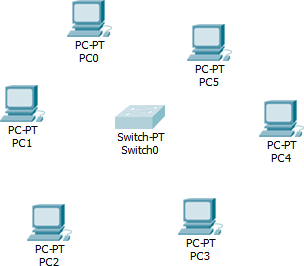 PC-PT
PC0
PC-PT
PC5
PC-PT
PC1
Switch-PT
Switch0
PC-PT
PC4
PC-PT
PC2
PC-PT
PC3